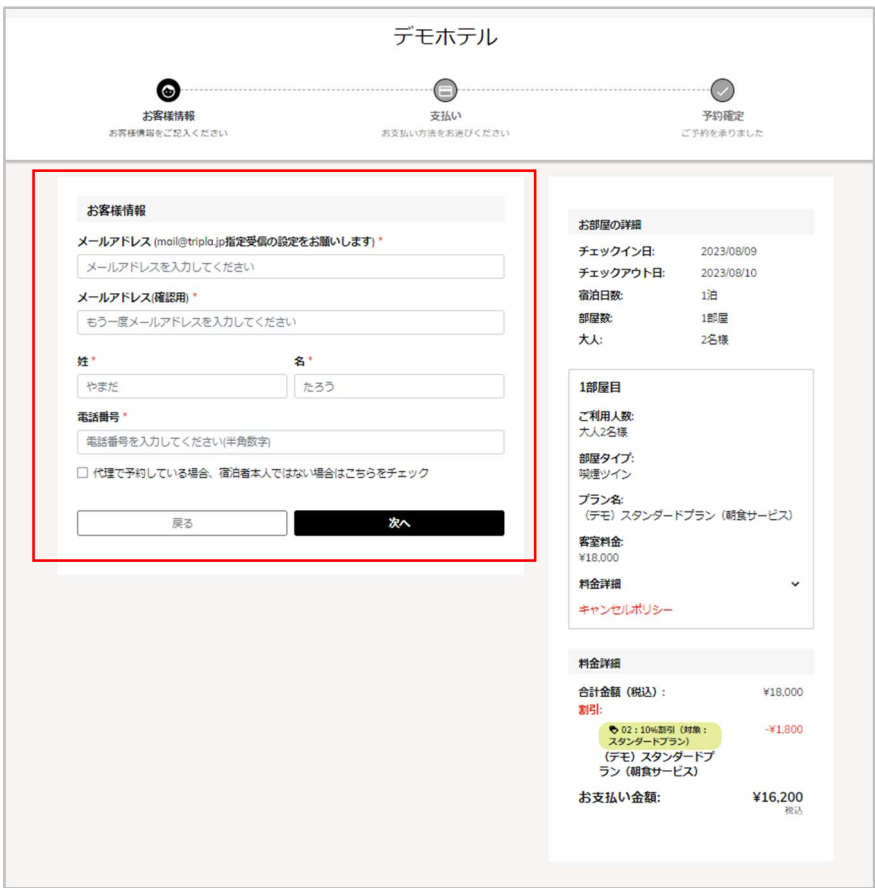 デモホテル
お客様情報
お客様情報をご記入ください
支払い
お支払い方法をお選びください
予約確定
ご予約を承りました
お客様情報
メールアドレス (mail@tripla.jp指定受信の設定をお願いします) *
メールアドレスを入力してください
メールアドレス(確認用) *
もう一度メールアドレスを入力してください
姓 *
名 *
やまだ
たろう
電話番号 *
電話番号を入力してください(半角数字)
代理で予約している場合、宿泊者本人ではない場合はこちらをチェック
戻る
次へ
お部屋の詳細
チェックイン日: 2023/08/09
チェックアウト日: 2023/08/10
宿泊日数: 1泊
部屋数: 1部屋
大人: 2名様
1部屋目
ご利用人数:
大人2名様
部屋タイプ:
喫煙ツイン
プラン名:
（デモ）スタンダードプラン（朝食サービス）
客室料金:
¥18,000
料金詳細
キャンセルポリシー
料金詳細
合計金額（税込）: ¥18,000
割引:
02：10%割引（対象： -¥1,800
スタンダードプラン）
（デモ）スタンダードプ
ラン（朝食サービス）
お支払い金額: ¥16,200
税込